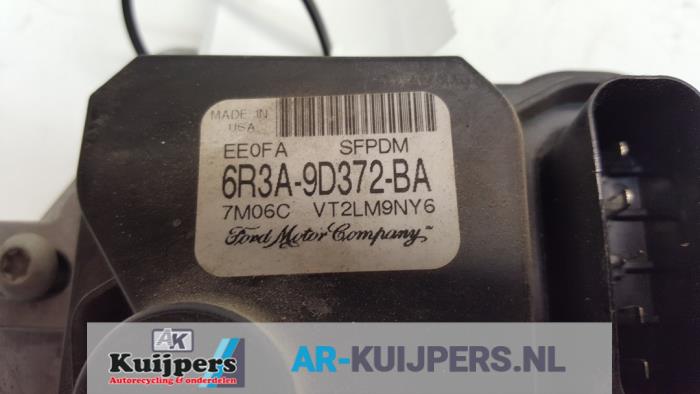 MADE IN
USA
EE0FA SFPDM
6R3A-9D372-BA
7M06C VT2LM9NY6
Ford Motor Company
AK
Kuijpers
Autorecycling & onderdelen
AR-KUIJPERS.NL